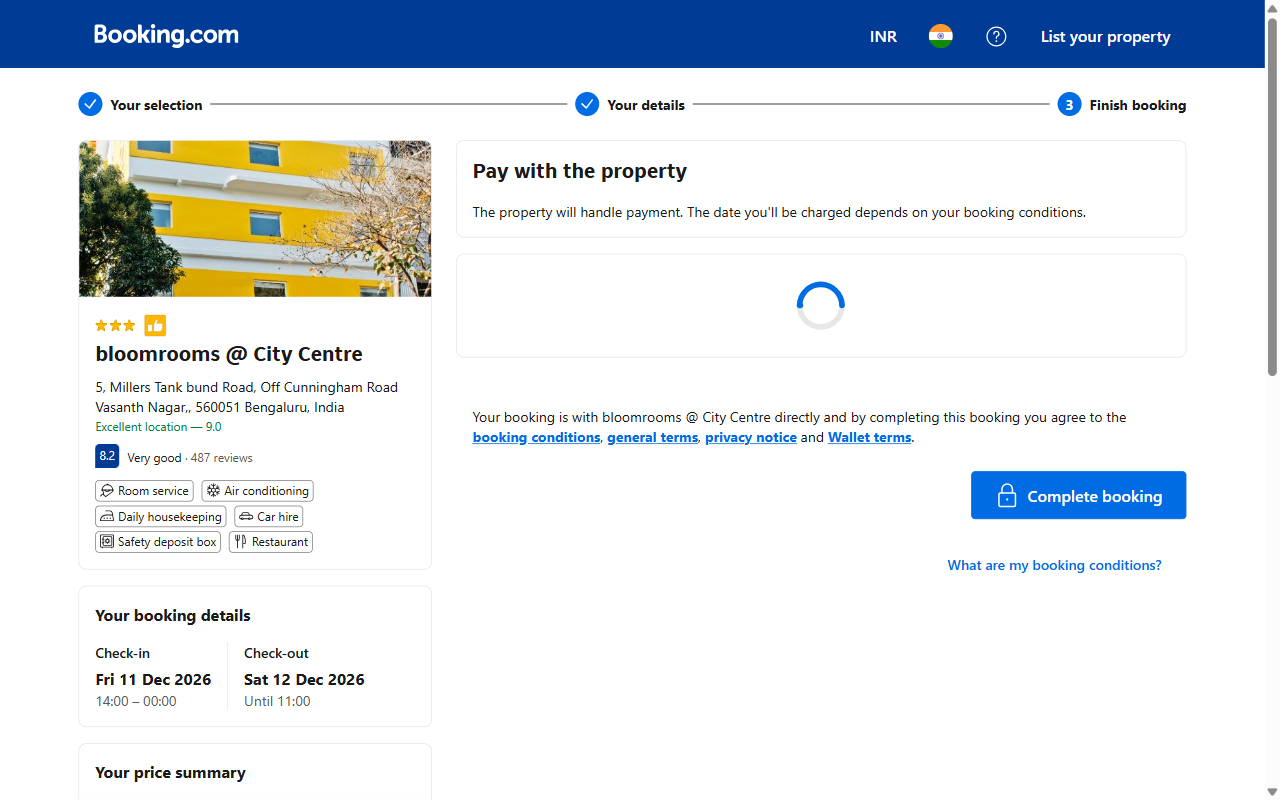 Booking.com
INR
List your property
Your selection
Your details
3 Finish booking
bloomrooms @ City Centre
5, Millers Tank bund Road, Off Cunningham Road
Vasanth Nagar,, 560051 Bengaluru, India
Excellent location — 9.0
8.2 Very good · 487 reviews
Room service
Air conditioning
Daily housekeeping
Car hire
Safety deposit box
Restaurant
Your booking details
Check-in
Fri 11 Dec 2026
14:00 – 00:00
Check-out
Sat 12 Dec 2026
Until 11:00
Your price summary
Pay with the property
The property will handle payment. The date you'll be charged depends on your booking conditions.
Your booking is with bloomrooms @ City Centre directly and by completing this booking you agree to the
booking conditions, general terms, privacy notice and Wallet terms.
Complete booking
What are my booking conditions?